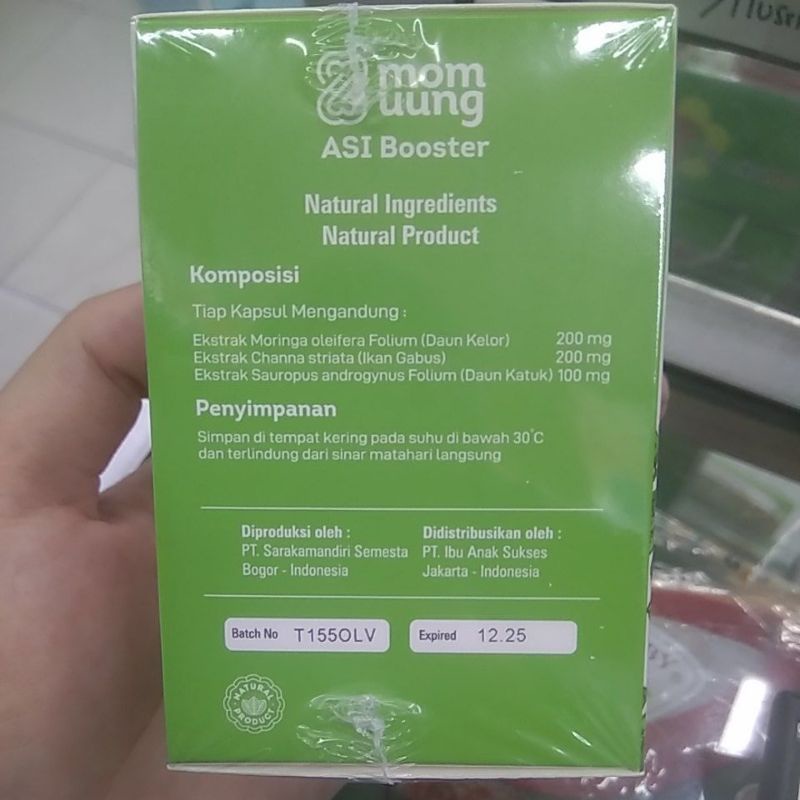 mom
uung
ASI Booster
Natural Ingredients
Natural Product
Komposisi
Tiap Kapsul Mengandung :
Ekstrak Moringa oleifera Folium (Daun Kelor) 200 mg
Ekstrak Channa striata (Ikan Gabus) 200 mg
Ekstrak Sauropus androgynus Folium (Daun Katuk) 100 mg
Penyimpanan
Simpan di tempat kering pada suhu di bawah 30°C
dan terlindung dari sinar matahari langsung
Diproduksi oleh :
PT. Sarakamandiri Semesta
Bogor - Indonesia
Didistribusikan oleh :
PT. Ibu Anak Sukses
Jakarta - Indonesia
Batch No T155OLV
Expired 12.25
NATURAL
PRODUCT